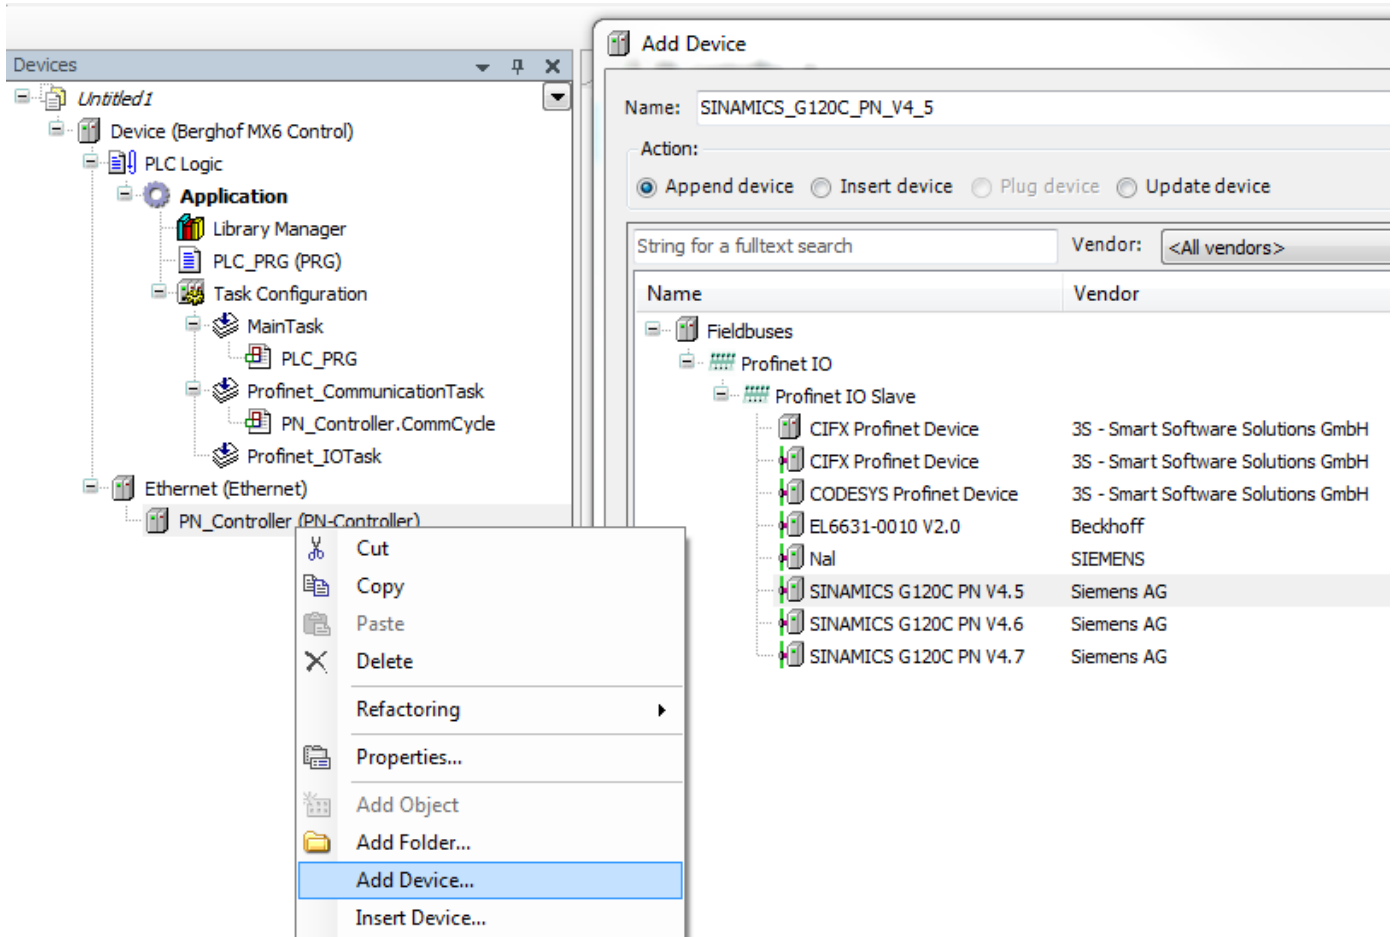 Devices
Untitled1
Device (Berghof MX6 Control)
PLC Logic
Application
Library Manager
PLC_PRG (PRG)
Task Configuration
MainTask
PLC_PRG
Profinet_CommunicationTask
PN_Controller.CommCycle
Profinet_IOTask
Ethernet (Ethernet)
PN_Controller (PN-Controller)
Cut
Copy
Paste
Delete
Refactoring
Properties...
Add Object
Add Folder...
Add Device...
Insert Device...
Add Device
Name: SINAMICS_G120C_PN_V4_5
Action:
Append device Insert device Plug device Update device
String for a fulltext search Vendor: <All vendors>
Name Vendor
Fieldbuses
Profinet IO
Profinet IO Slave
CIFX Profinet Device 3S - Smart Software Solutions GmbH
CIFX Profinet Device 3S - Smart Software Solutions GmbH
CODESYS Profinet Device 3S - Smart Software Solutions GmbH
EL6631-0010 V2.0 Beckhoff
Nal SIEMENS
SINAMICS G120C PN V4.5 Siemens AG
SINAMICS G120C PN V4.6 Siemens AG
SINAMICS G120C PN V4.7 Siemens AG